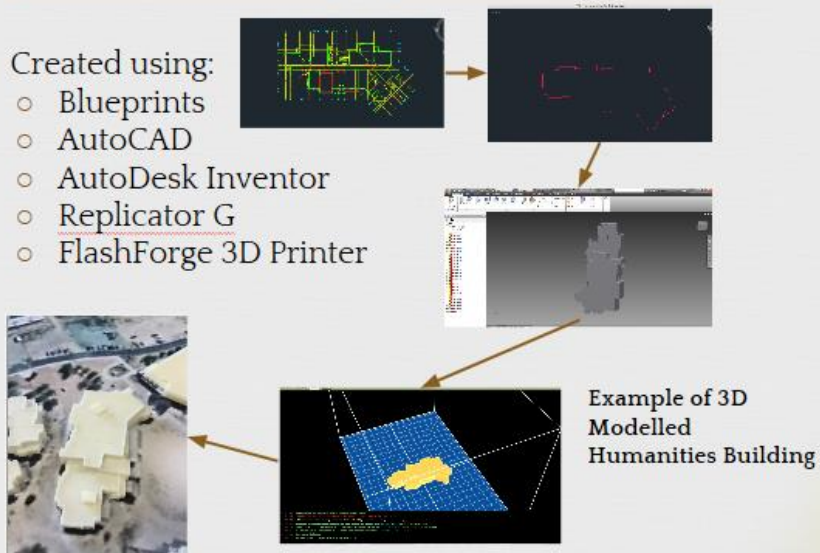 Created using:
○ Blueprints
○ AutoCAD
○ AutoDesk Inventor
○ Replicator G
○ FlashForge 3D Printer
Example of 3D
Modelled
Humanities Building